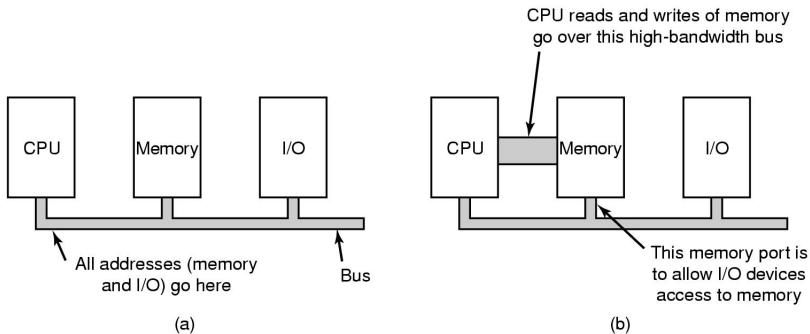 CPU reads and writes of memory
go over this high-bandwidth bus
CPU
Memory
I/O
CPU
Memory
I/O
All addresses (memory
and I/O) go here
Bus
This memory port is
to allow I/O devices
access to memory
(a)
(b)